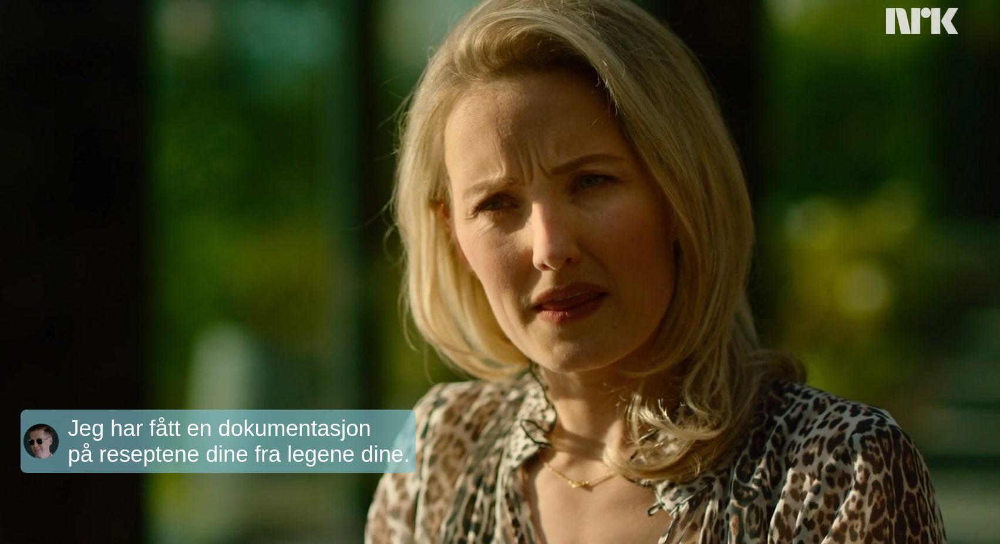 NRK
Jeg har fått en dokumentasjon
på reseptene dine fra legene dine.